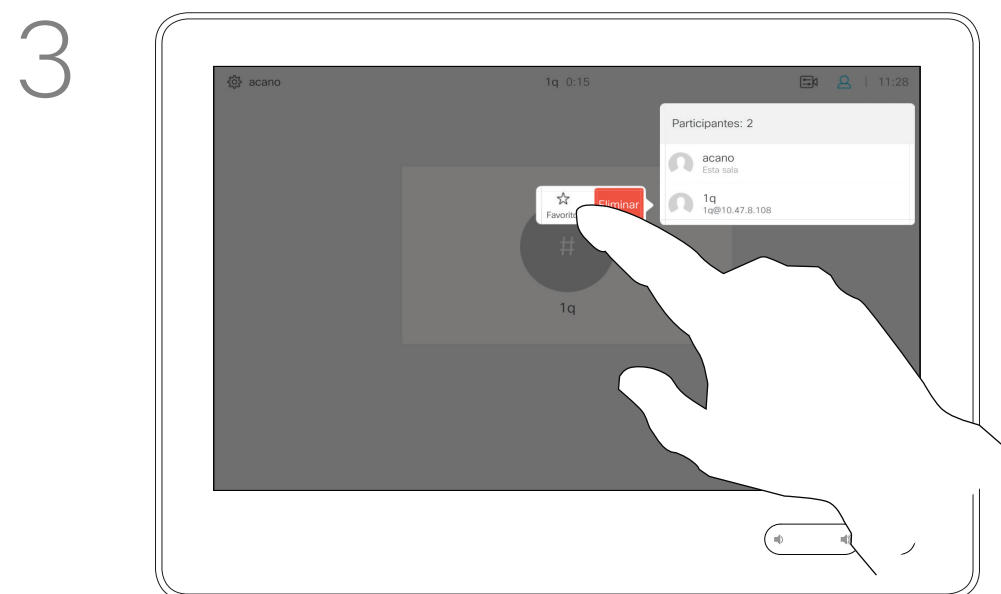 3
acano
1q 0:15
11:28
Participantes: 2
acano
Esta sala
1q
1q@10.47.8.108
Eliminar
#
1q